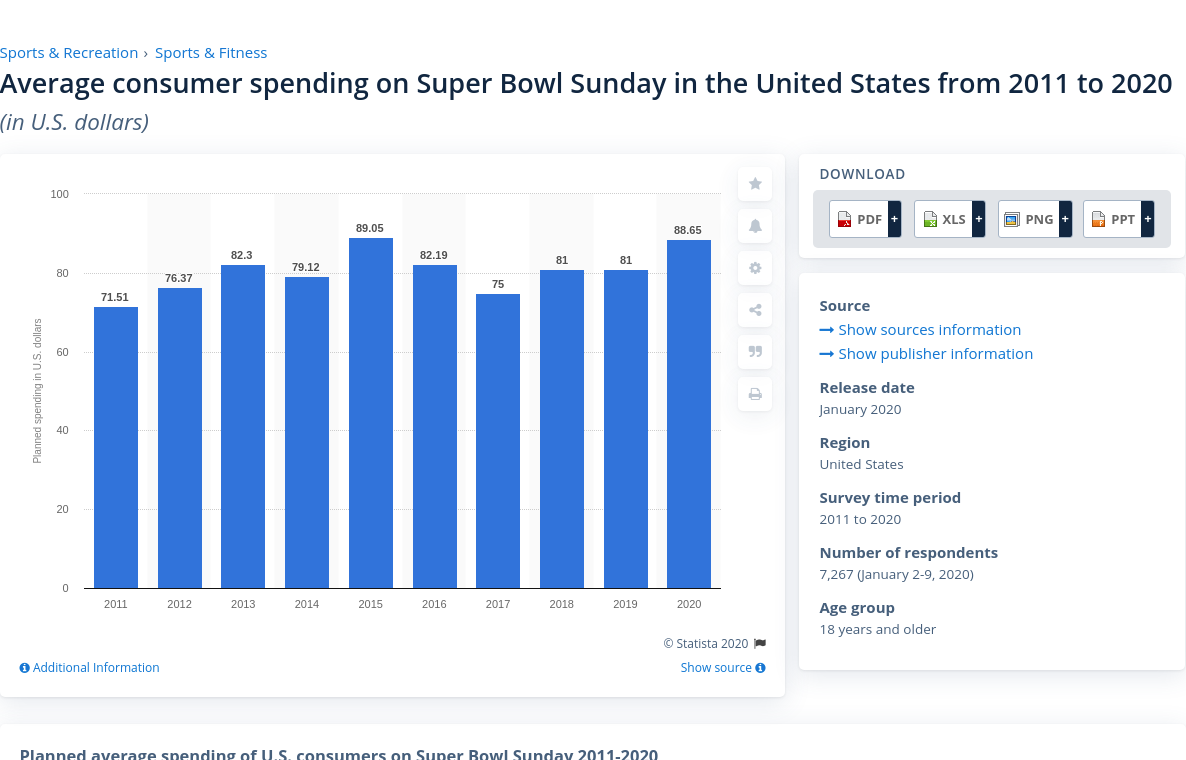 Sports & Recreation › Sports & Fitness
Average consumer spending on Super Bowl Sunday in the United States from 2011 to 2020
(in U.S. dollars)
Planned spending in U.S. dollars
100
80
60
40
20
0
71.51
76.37
82.3
79.12
89.05
82.19
75
81
81
88.65
2011 2012 2013 2014 2015 2016 2017 2018 2019 2020
© Statista 2020
Additional Information
Show source
DOWNLOAD
PDF + XLS + PNG + PPT +
Source
Show sources information
Show publisher information
Release date
January 2020
Region
United States
Survey time period
2011 to 2020
Number of respondents
7,267 (January 2-9, 2020)
Age group
18 years and older
Planned average spending of U.S. consumers on Super Bowl Sunday 2011-2020